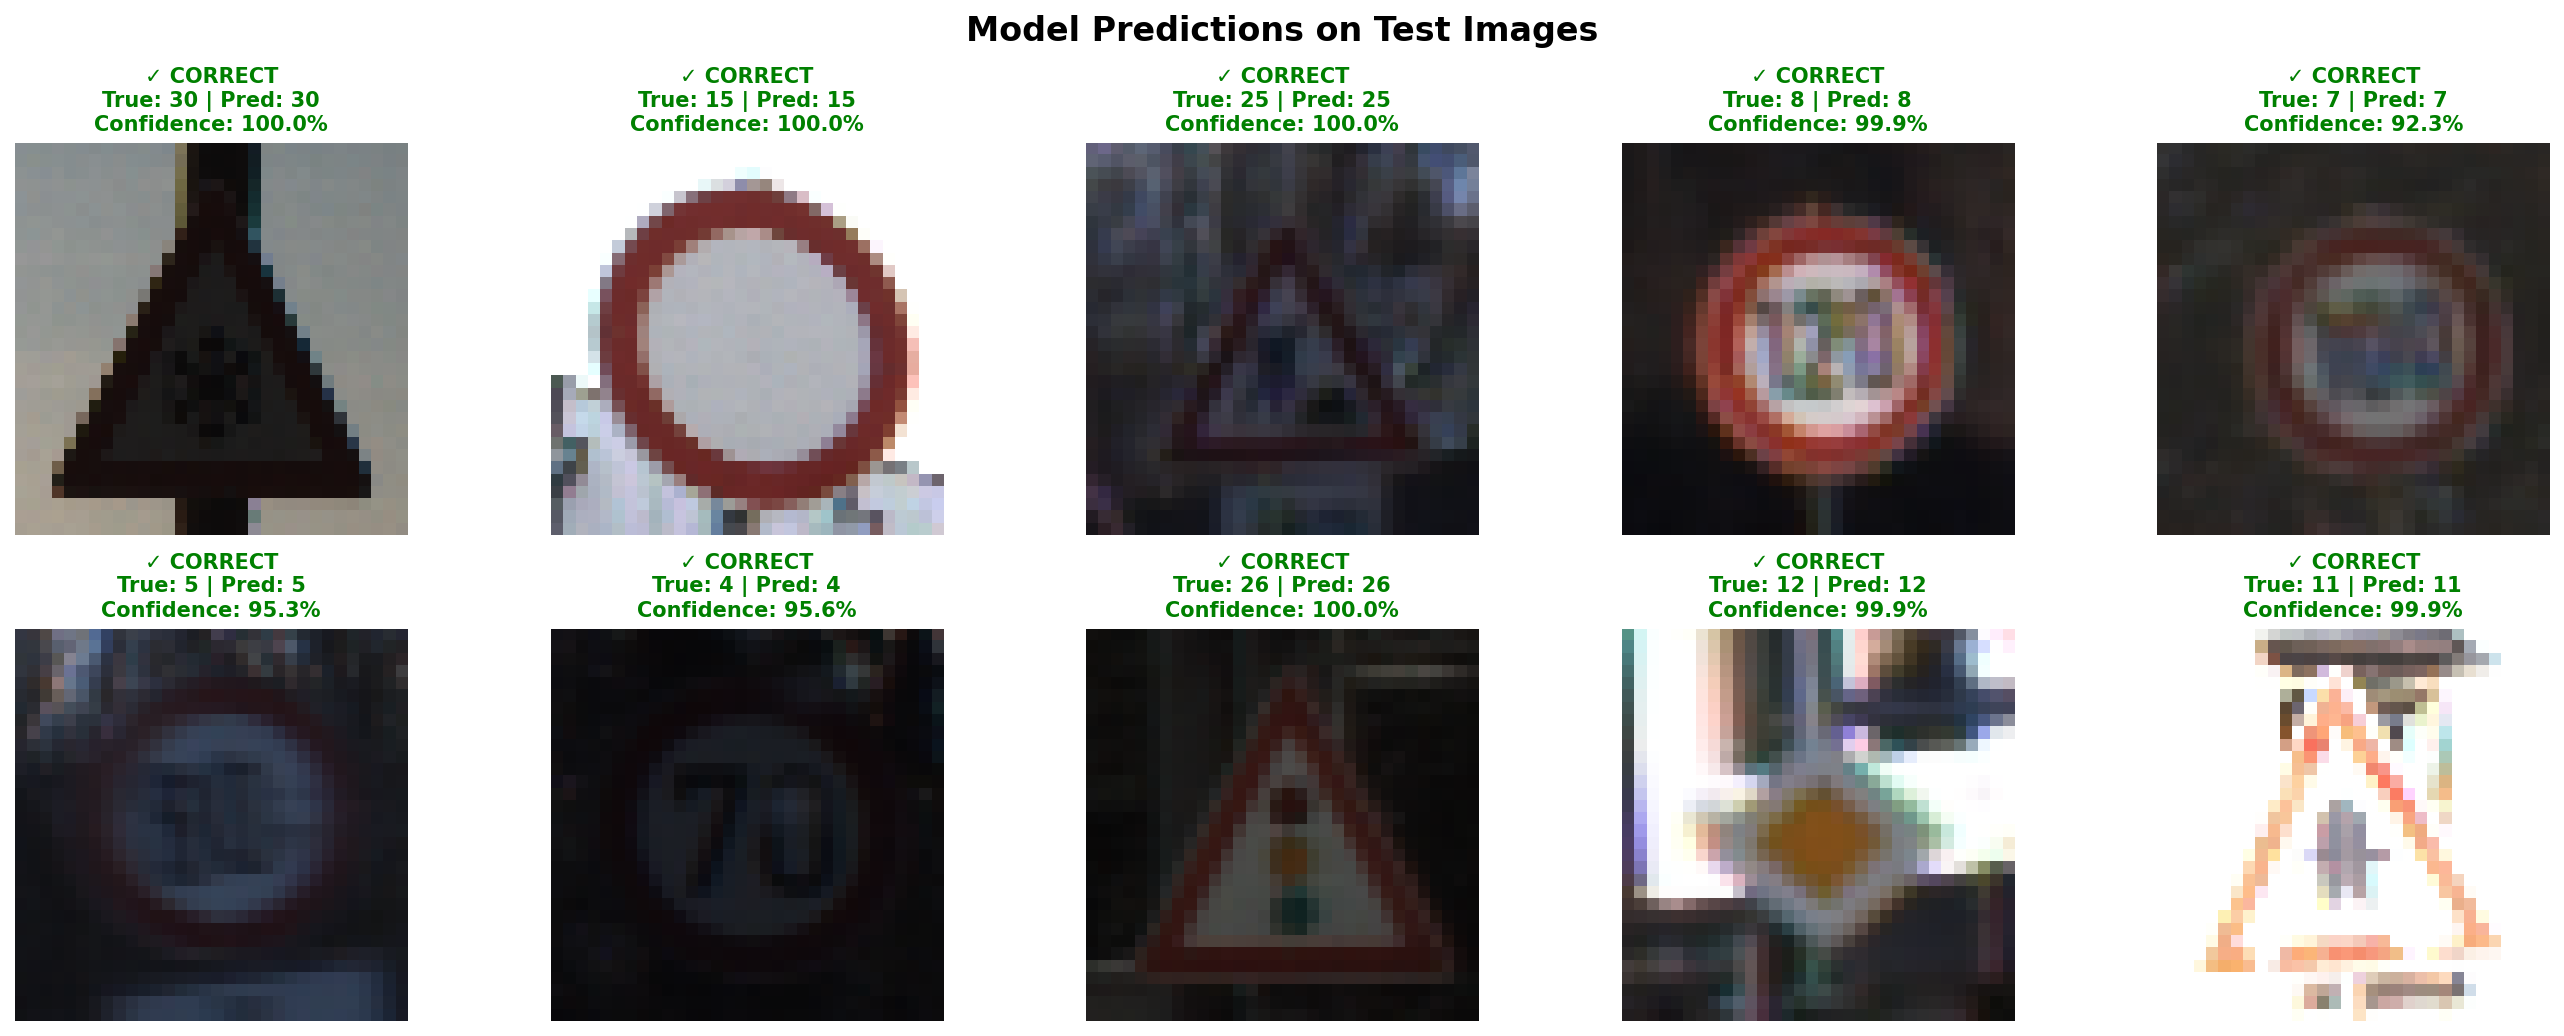 Model Predictions on Test Images
✓ CORRECT
True: 30 | Pred: 30
Confidence: 100.0%
✓ CORRECT
True: 15 | Pred: 15
Confidence: 100.0%
✓ CORRECT
True: 25 | Pred: 25
Confidence: 100.0%
✓ CORRECT
True: 8 | Pred: 8
Confidence: 99.9%
✓ CORRECT
True: 7 | Pred: 7
Confidence: 92.3%
✓ CORRECT
True: 5 | Pred: 5
Confidence: 95.3%
✓ CORRECT
True: 4 | Pred: 4
Confidence: 95.6%
70
✓ CORRECT
True: 26 | Pred: 26
Confidence: 100.0%
✓ CORRECT
True: 12 | Pred: 12
Confidence: 99.9%
✓ CORRECT
True: 11 | Pred: 11
Confidence: 99.9%